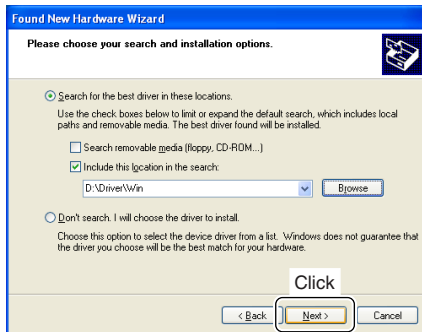 Found New Hardware Wizard
Please choose your search and installation options.
Search for the best driver in these locations.
Use the check boxes below to limit or expand the default search, which includes local
paths and removable media. The best driver found will be installed.
Search removable media (floppy, CD-ROM...)
Include this location in the search:
D:\Driver\Win
Browse
Don't search. I will choose the driver to install.
Choose this option to select the device driver from a list. Windows does not guarantee that
the driver you choose will be the best match for your hardware.
Click
< Back
Next >
Cancel